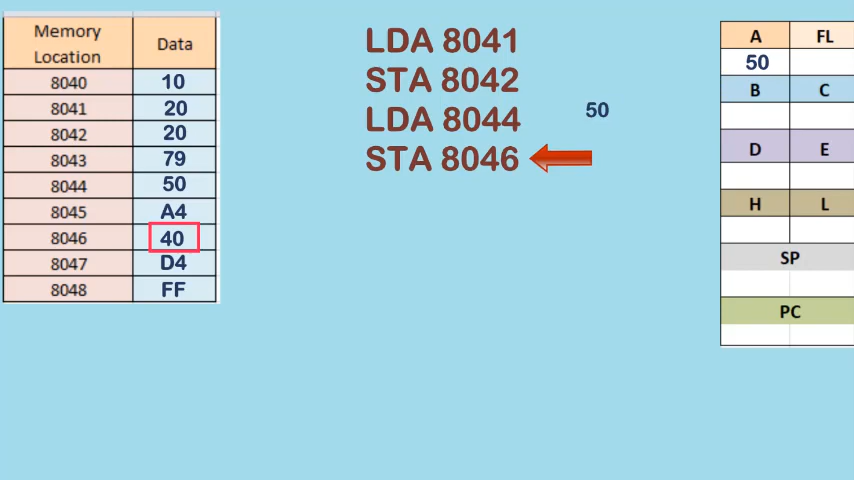 Memory Location Data
8040 10
8041 20
8042 20
8043 79
8044 50
8045 A4
8046 40
8047 D4
8048 FF
LDA 8041
STA 8042
LDA 8044
STA 8046
50
A FL
50
B C
D E
H L
SP
PC